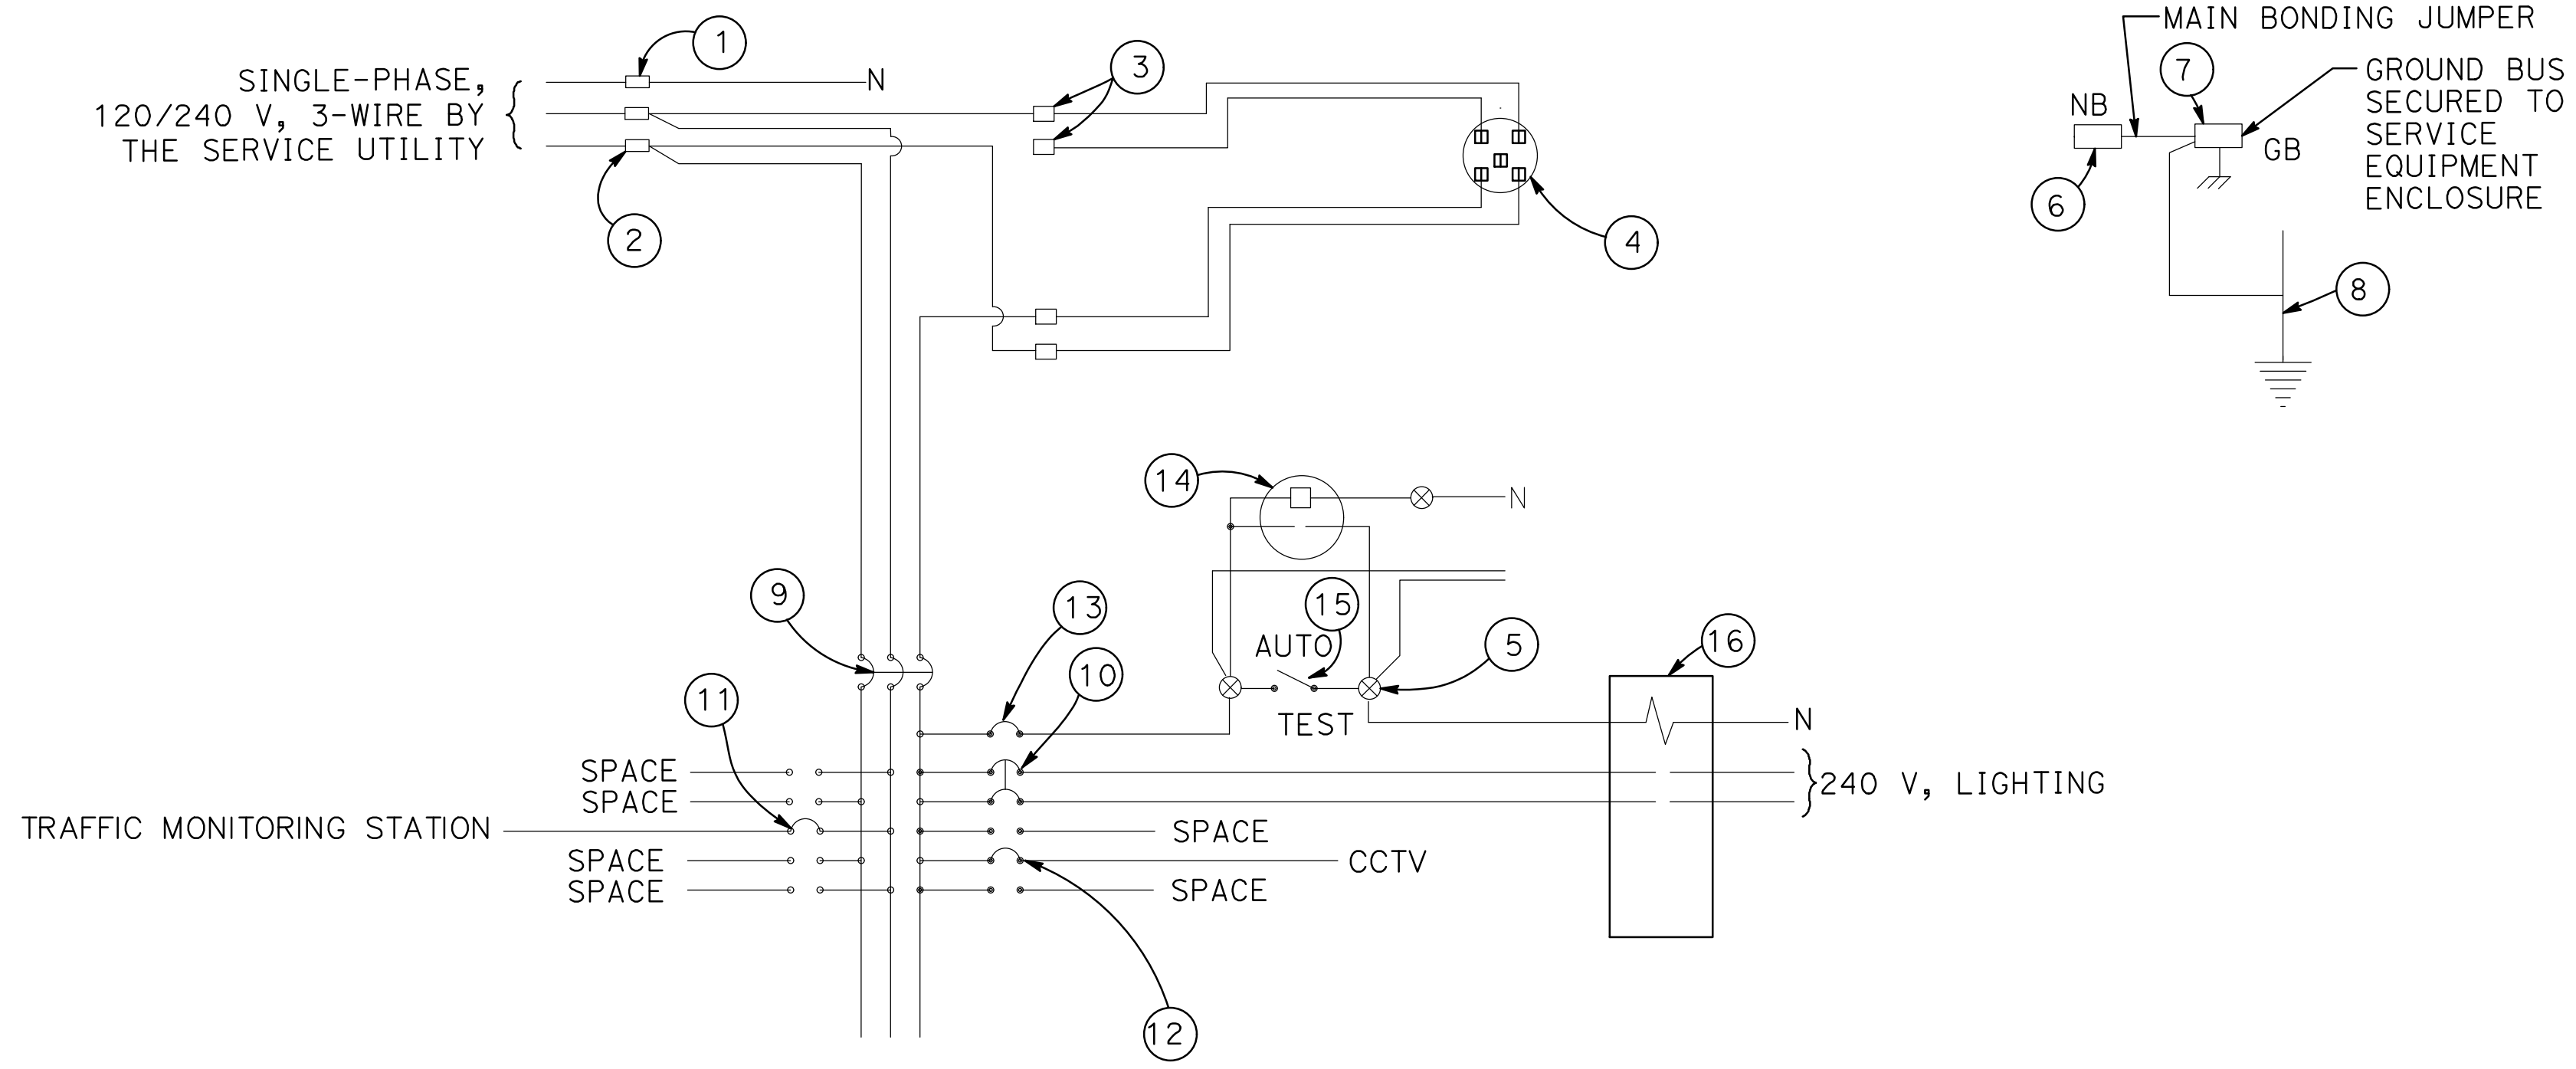 MAIN BONDING JUMPER
1
3
7
SINGLE-PHASE,
120/240 V, 3-WIRE BY
THE SERVICE UTILITY
N
GROUND BUS
SECURED TO
SERVICE
EQUIPMENT
ENCLOSURE
NB
GB
6
2
4
8
14
N
9
13
15
AUTO
5
16
10
11
TEST
N
SPACE
SPACE
240 V, LIGHTING
TRAFFIC MONITORING STATION
SPACE
SPACE
CCTV
SPACE
SPACE
12